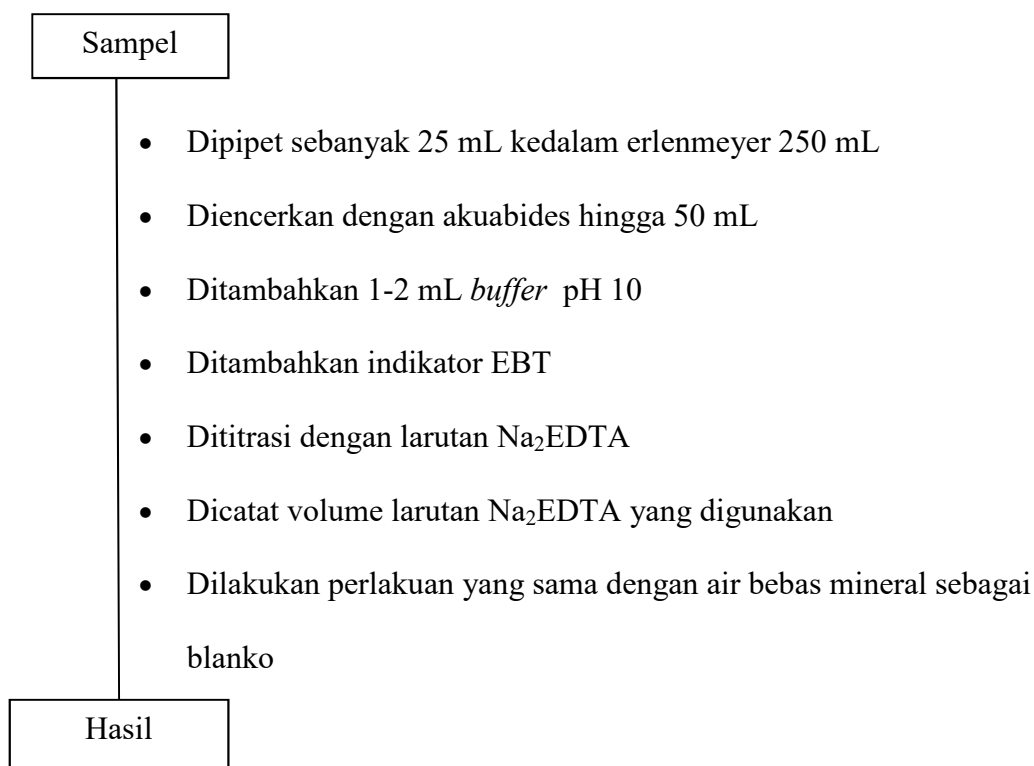 Sampel
• Dipipet sebanyak 25 mL kedalam erlenmeyer 250 mL
• Diencerkan dengan akuabides hingga 50 mL
• Ditambahkan 1-2 mL buffer pH 10
• Ditambahkan indikator EBT
• Dititrasi dengan larutan Na₂EDTA
• Dicatat volume larutan Na₂EDTA yang digunakan
• Dilakukan perlakuan yang sama dengan air bebas mineral sebagai
blanko
Hasil